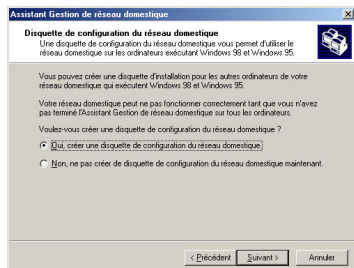 Assistant Gestion de réseau domestique
Disquette de configuration du réseau domestique
Une disquette de configuration du réseau domestique vous permet d'utiliser le
réseau domestique sur les ordinateurs exécutant Windows 98 et Windows 95.
Vous pouvez créer une disquette d'installation pour les autres ordinateurs de votre
réseau domestique qui exécutent Windows 98 et Windows 95.
Votre réseau domestique peut ne pas fonctionner correctement tant que vous n'avez
pas terminé l'Assistant Gestion de réseau domestique sur tous les ordinateurs.
Voulez-vous créer une disquette de configuration du réseau domestique ?
Oui, créer une disquette de configuration du réseau domestique.
Non, ne pas créer de disquette de configuration du réseau domestique maintenant.
< Précédent
Suivant >
Annuler